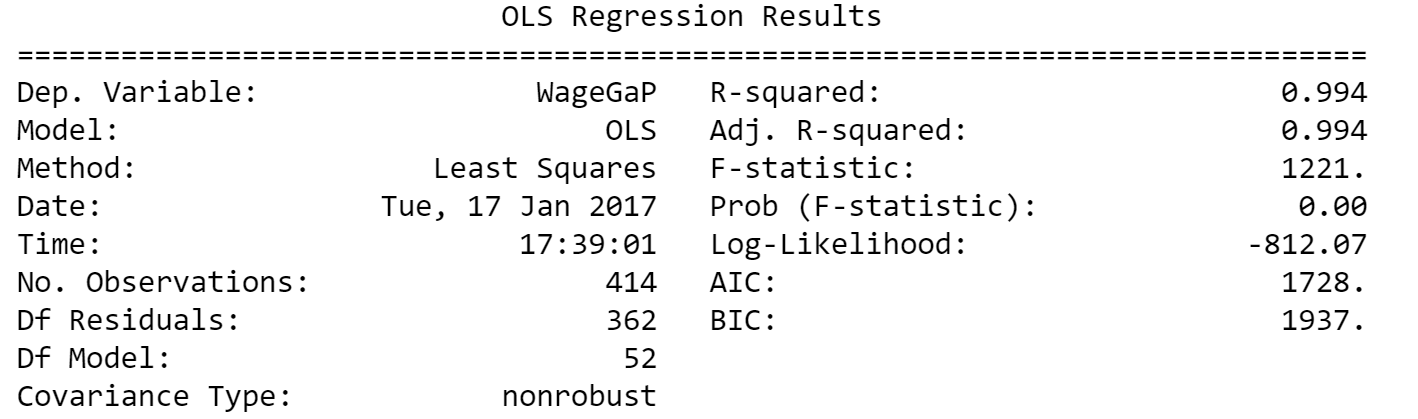 OLS Regression Results
==============================================================================
Dep. Variable: WageGaP R-squared: 0.994
Model: OLS Adj. R-squared: 0.994
Method: Least Squares F-statistic: 1221.
Date: Tue, 17 Jan 2017 Prob (F-statistic): 0.00
Time: 17:39:01 Log-Likelihood: -812.07
No. Observations: 414 AIC: 1728.
Df Residuals: 362 BIC: 1937.
Df Model: 52
Covariance Type: nonrobust